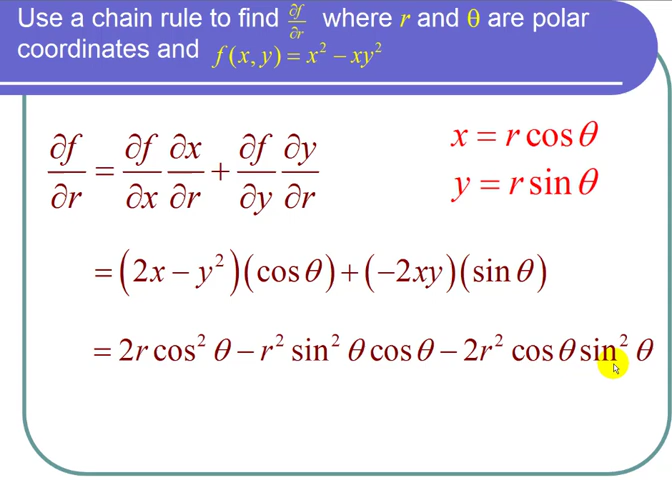 Use a chain rule to find ∂f/∂r where r and θ are polar
coordinates and f(x, y) = x² − xy²
∂f/∂r = ∂f/∂x ∂x/∂r + ∂f/∂y ∂y/∂r
x = r cos θ
y = r sin θ
= (2x − y²)(cos θ) + (−2xy)(sin θ)
= 2r cos² θ − r² sin² θ cos θ − 2r² cos θ sin² θ